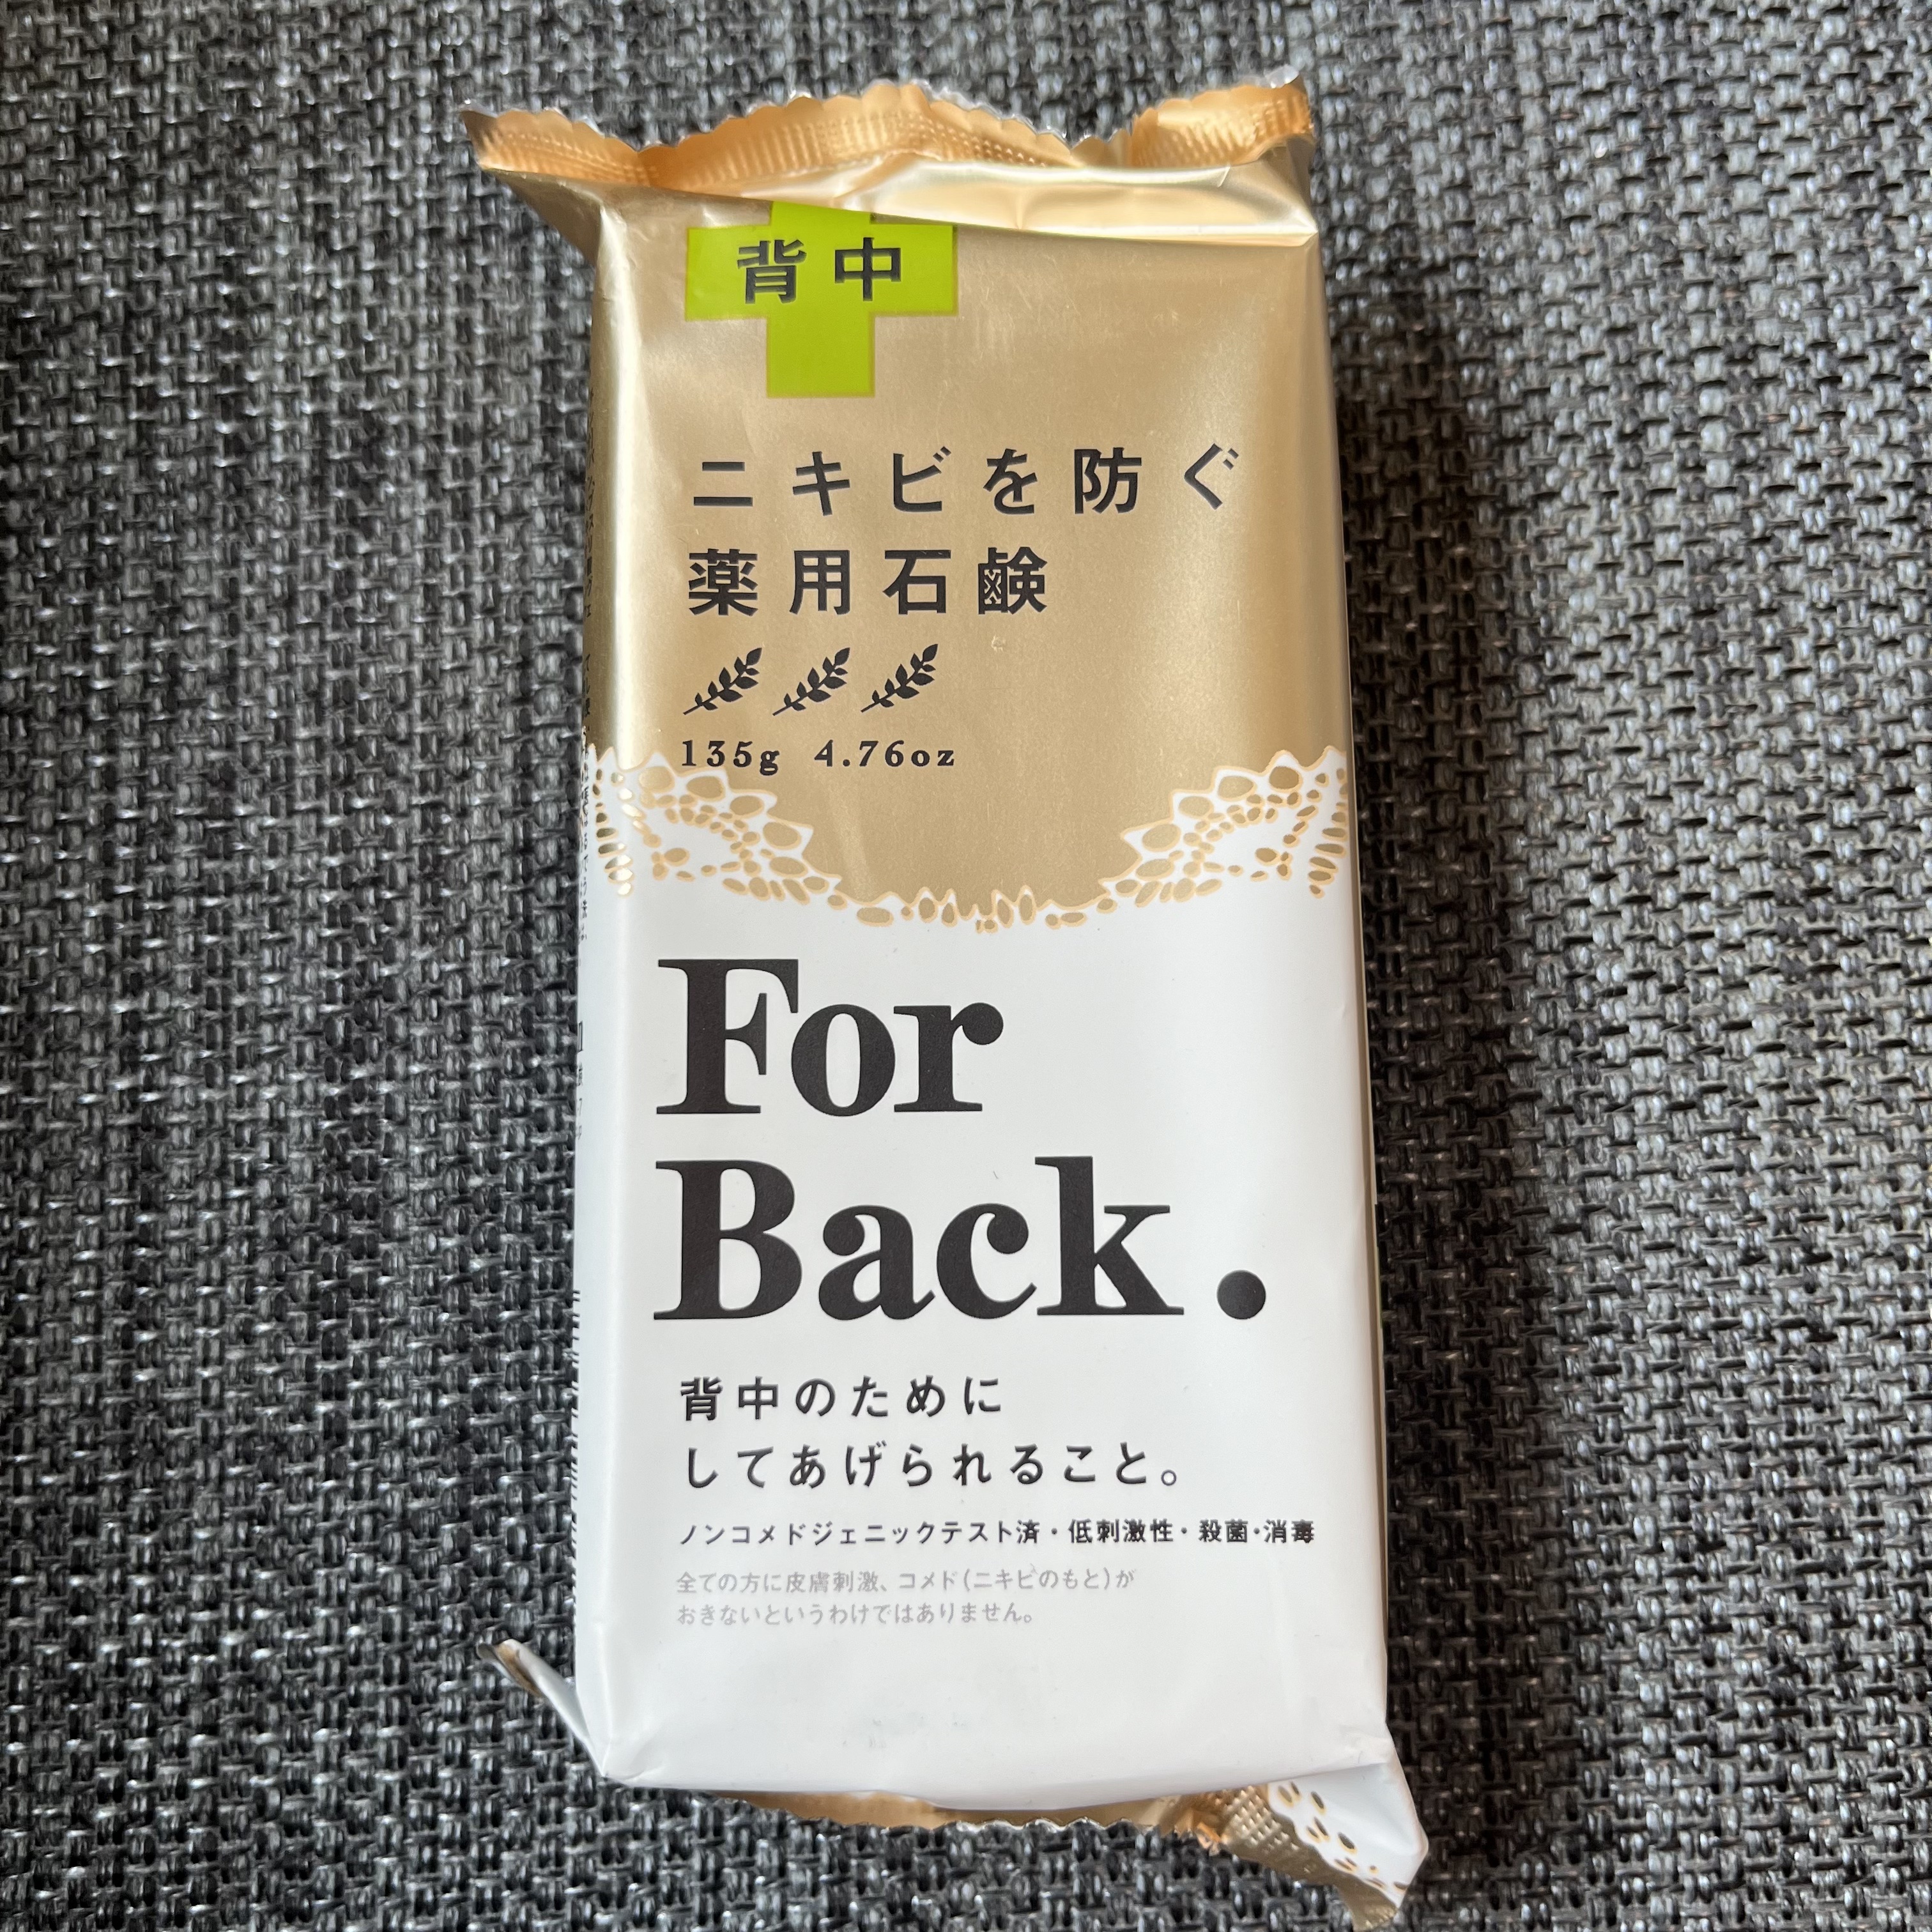 背中
ニキビを防ぐ
薬用石鹸
135g 4.76oz
For
Back.
背中のために
してあげられること。
ノンコメドジェニックテスト済・低刺激性・殺菌・消毒
全ての方に皮膚刺激、コメド(ニキビのもと)が
おきないというわけではありません。